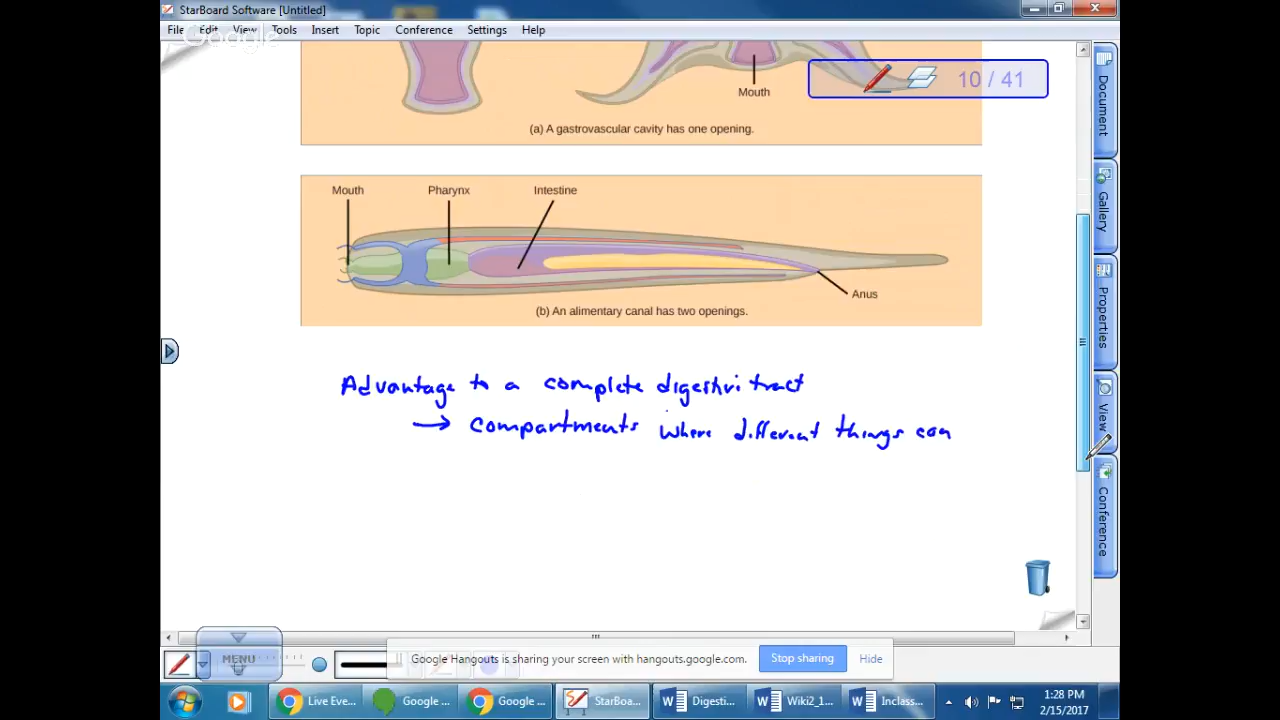 StarBoard Software [Untitled]
File Edit View Tools Insert Topic Conference Settings Help
Google
10 / 41
Mouth
(a) A gastrovascular cavity has one opening.
Mouth Pharynx Intestine
Anus
(b) An alimentary canal has two openings.
Advantage to a complete digestvi tract
→ compartments where different things can
Document
Gallery
Properties
View
Conference
MENU
Google Hangouts is sharing your screen with hangouts.google.com. Stop sharing Hide
Live Eve... Google ... Google ... StarBoa... Digesti... Wiki2_1... Inclass...
1:28 PM
2/15/2017